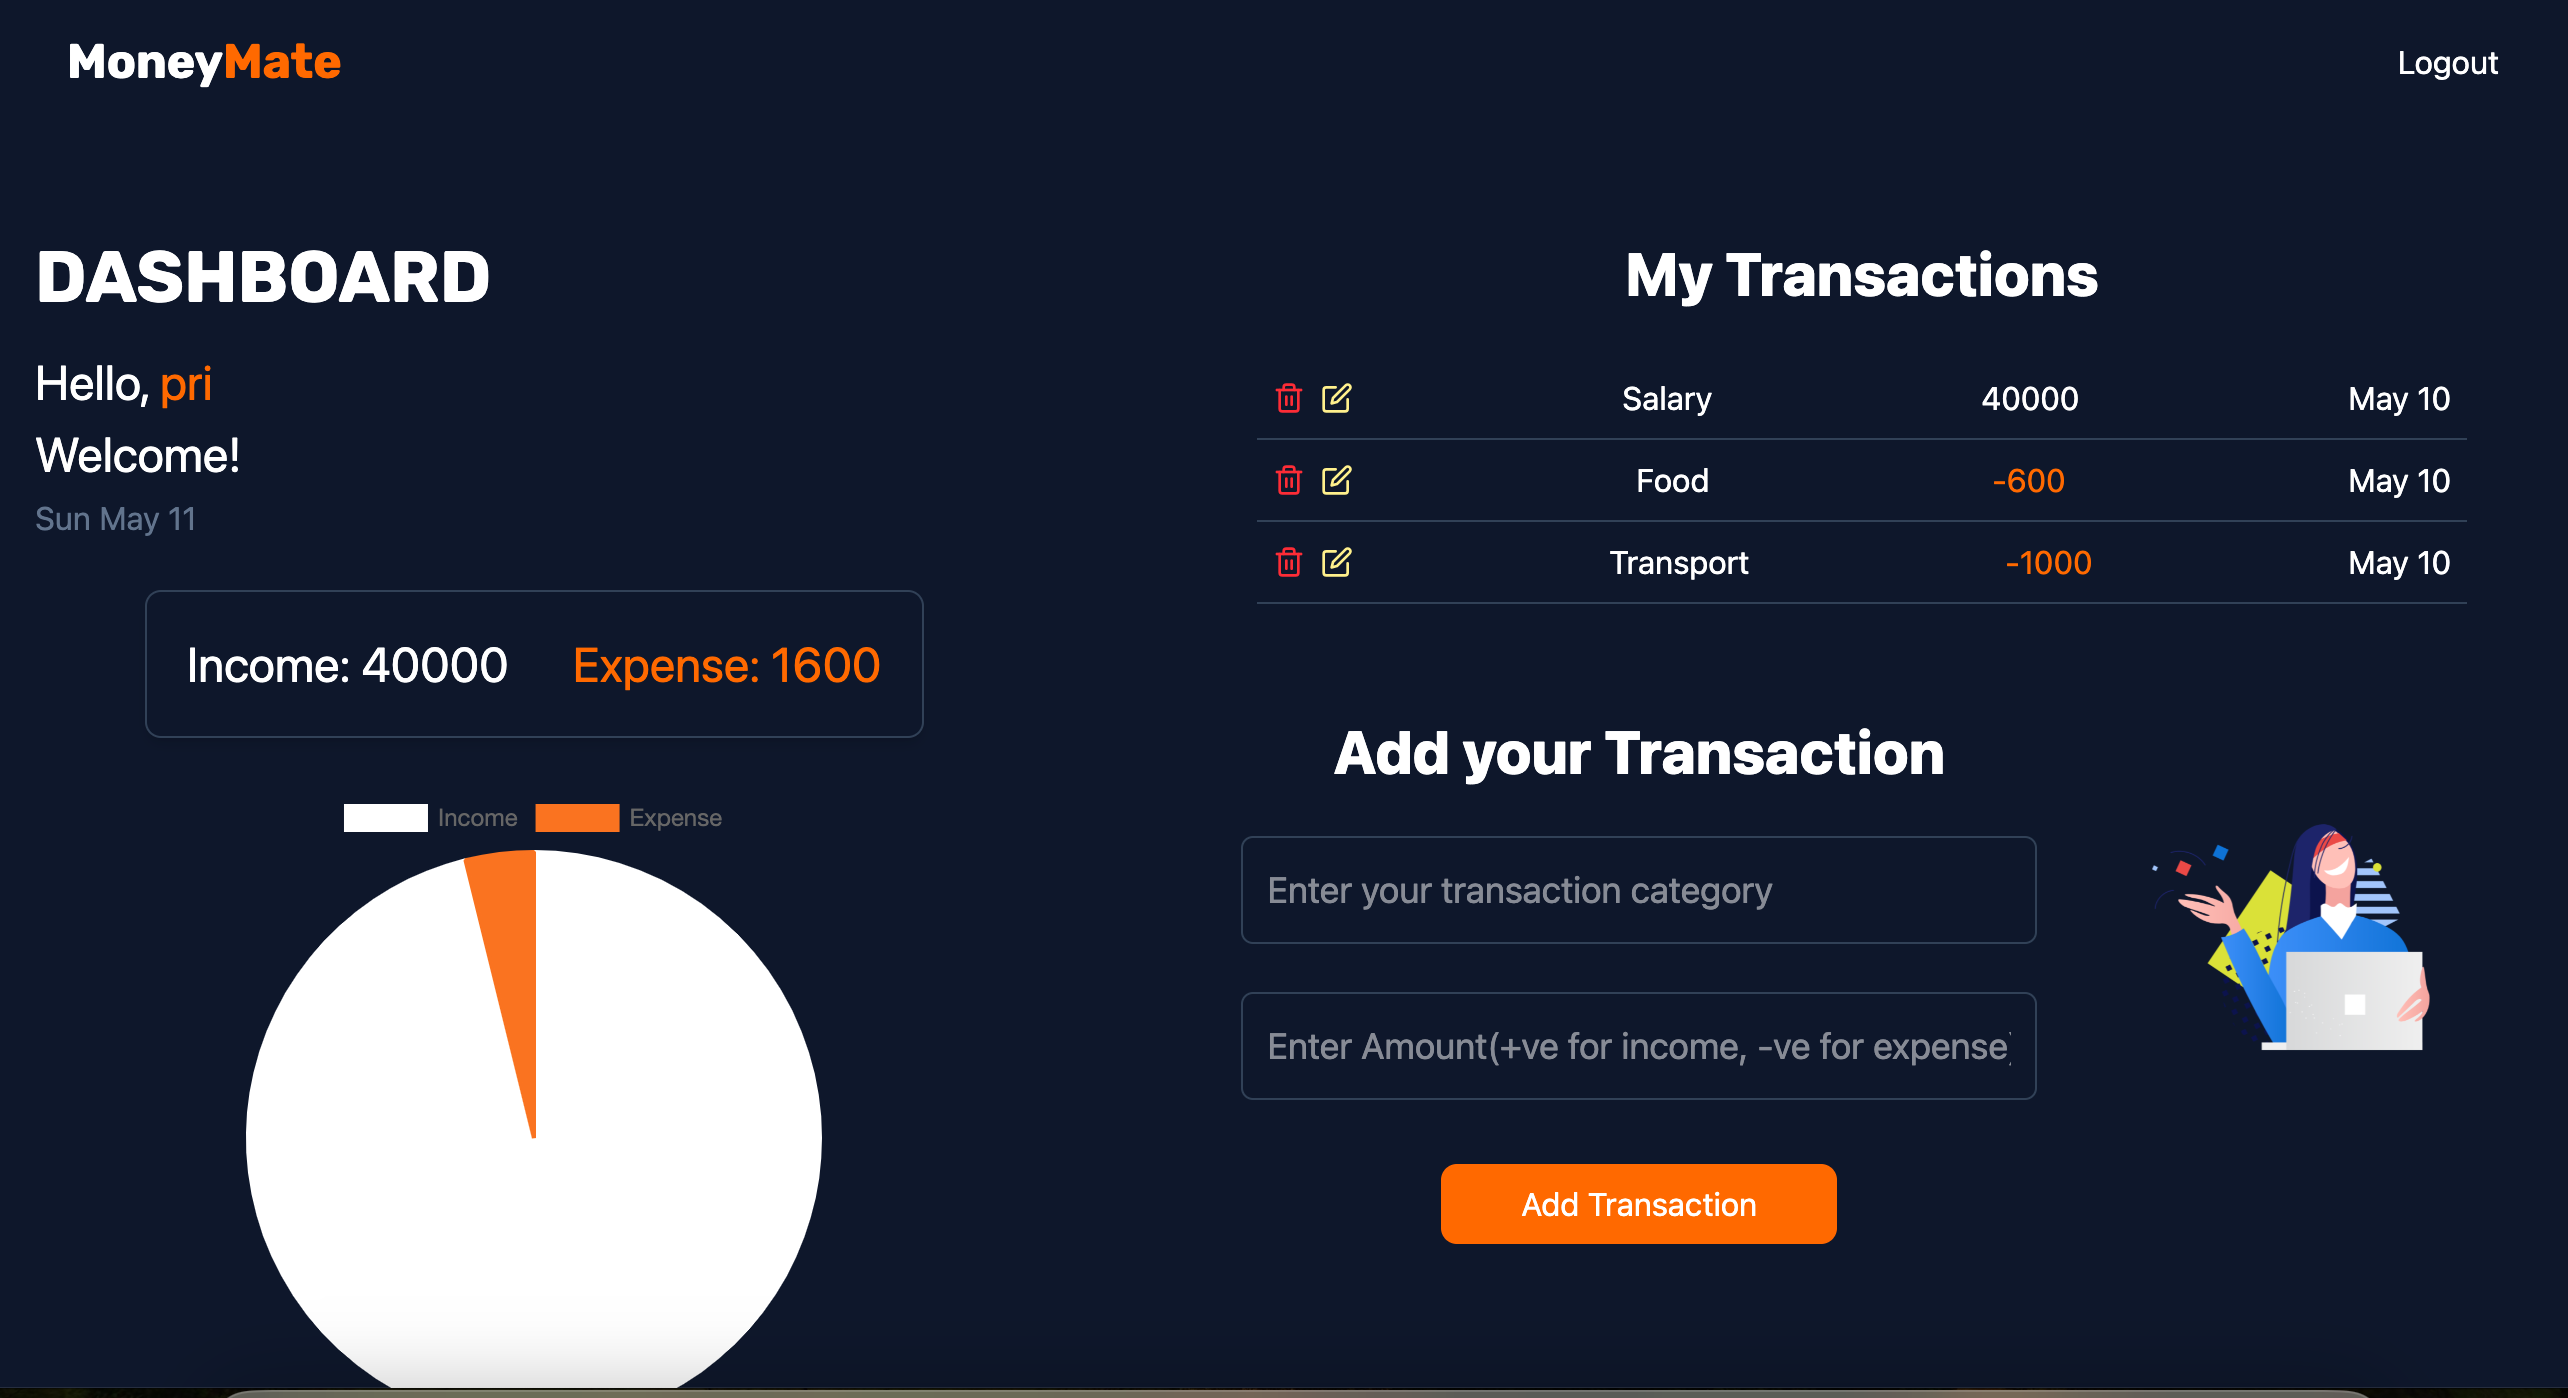 MoneyMate
Logout
DASHBOARD
Hello, pri
Welcome!
Sun May 11
Income: 40000 Expense: 1600
Income Expense
My Transactions
Salary 40000 May 10
Food -600 May 10
Transport -1000 May 10
Add your Transaction
Enter your transaction category
Enter Amount(+ve for income, -ve for expense)
Add Transaction